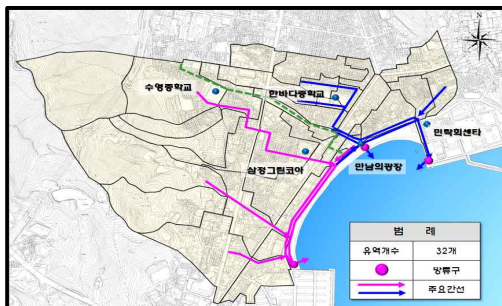 수영중학교
한바다중학교
민락회센타
삼정그린코아
만남의광장
범 례
유역개수 32개
방류구
주요간선